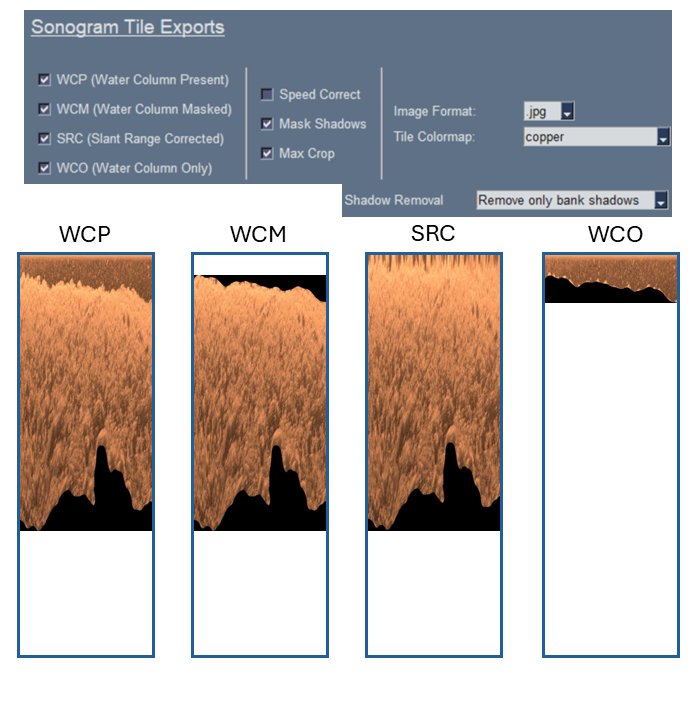 Sonogram Tile Exports
WCP (Water Column Present)
WCM (Water Column Masked)
SRC (Slant Range Corrected)
WCO (Water Column Only)
Speed Correct
Mask Shadows
Max Crop
Image Format: .jpg
Tile Colormap: copper
Shadow Removal Remove only bank shadows
WCP WCM SRC WCO